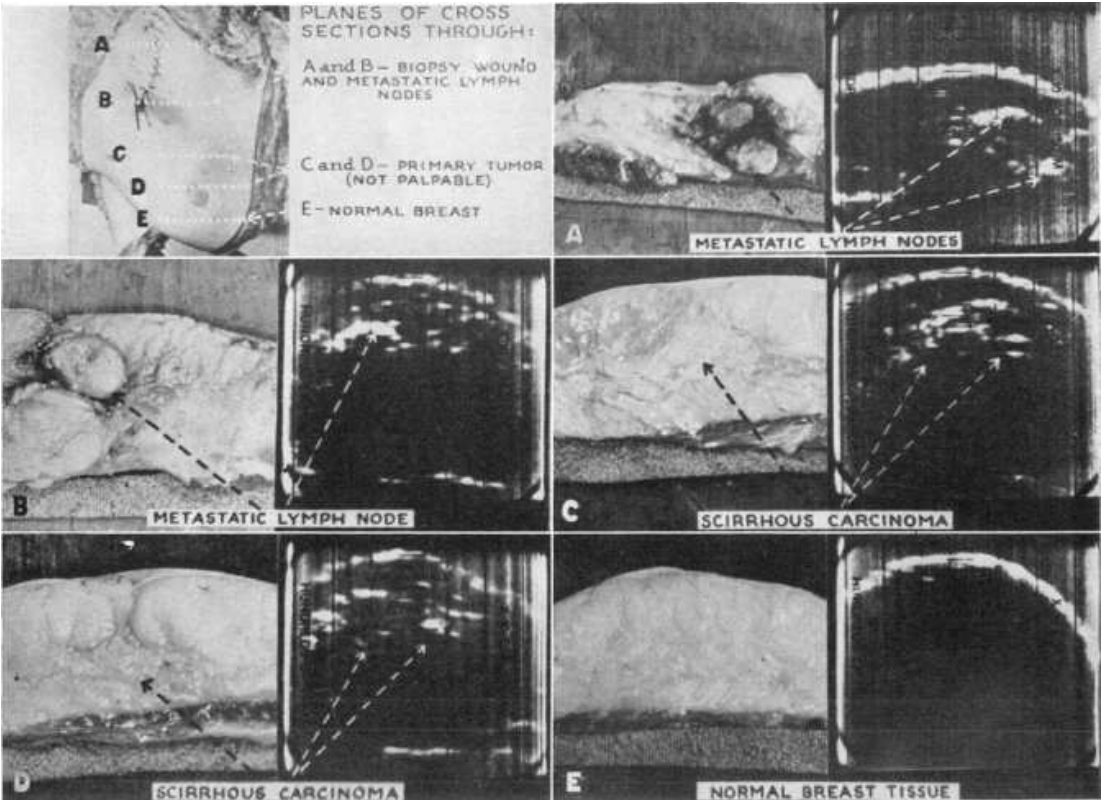 PLANES OF CROSS
SECTIONS THROUGH:
A and B – BIOPSY WOUND
AND METASTATIC LYMPH
NODES
C and D – PRIMARY TUMOR
(NOT PALPABLE)
E – NORMAL BREAST
A
B
C
D
E
A
METASTATIC LYMPH NODES
B
METASTATIC LYMPH NODE
C
SCIRRHOUS CARCINOMA
D
SCIRRHOUS CARCINOMA
E
NORMAL BREAST TISSUE